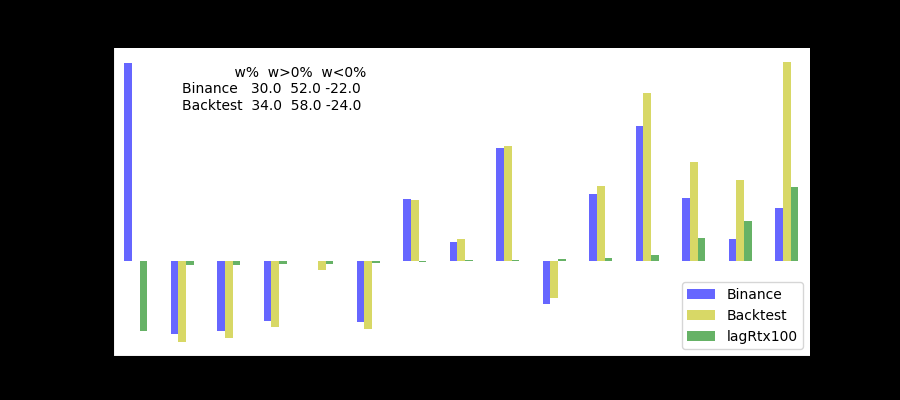 w% w>0% w<0%
Binance 30.0 52.0 -22.0
Backtest 34.0 58.0 -24.0
Binance
Backtest
lagRtx100